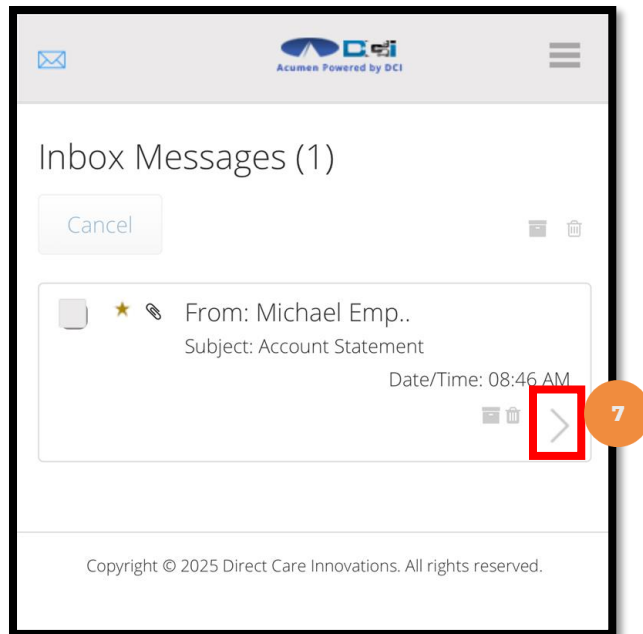 DCI
Acumen Powered by DCI
Inbox Messages (1)
Cancel
From: Michael Emp..
Subject: Account Statement
Date/Time: 08:46 AM
7
Copyright © 2025 Direct Care Innovations. All rights reserved.